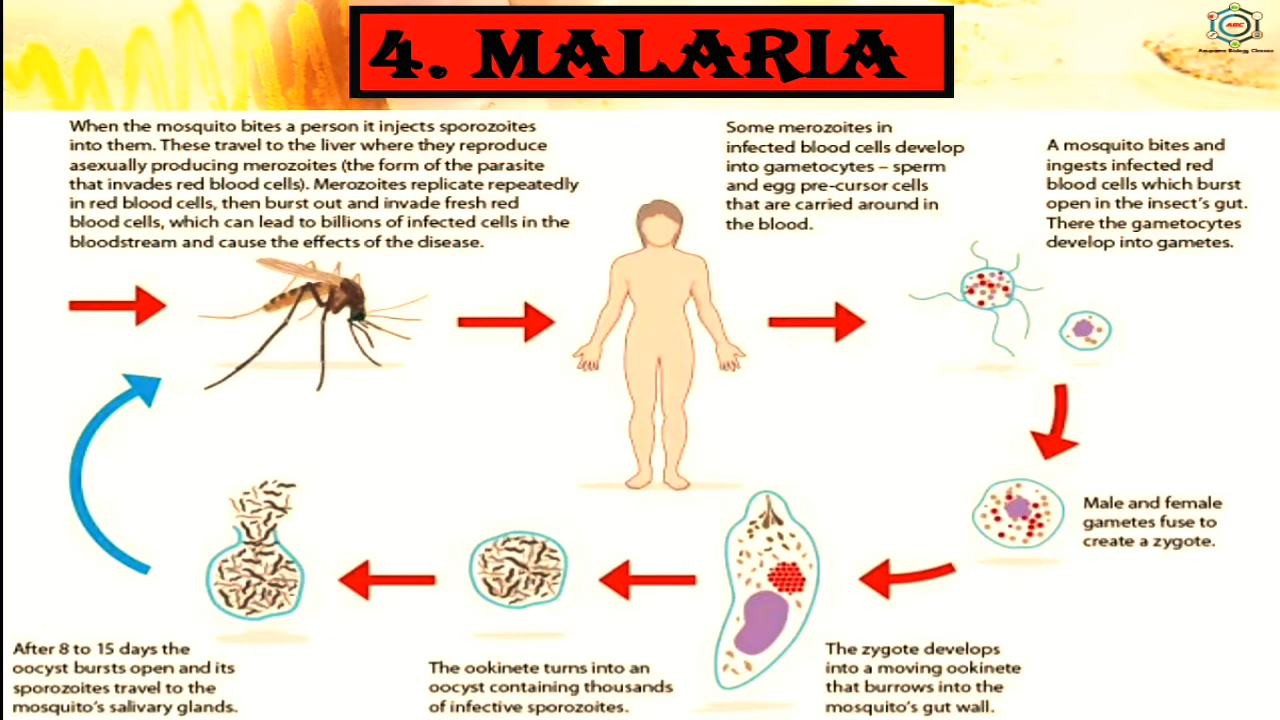 4. MALARIA
ABC
Anupama Biology Classes
When the mosquito bites a person it injects sporozoites
into them. These travel to the liver where they reproduce
asexually producing merozoites (the form of the parasite
that invades red blood cells). Merozoites replicate repeatedly
in red blood cells, then burst out and invade fresh red
blood cells, which can lead to billions of infected cells in the
bloodstream and cause the effects of the disease.
Some merozoites in
infected blood cells develop
into gametocytes – sperm
and egg pre-cursor cells
that are carried around in
the blood.
A mosquito bites and
ingests infected red
blood cells which burst
open in the insect's gut.
There the gametocytes
develop into gametes.
Male and female
gametes fuse to
create a zygote.
The zygote develops
into a moving ookinete
that burrows into the
mosquito's gut wall.
The ookinete turns into an
oocyst containing thousands
of infective sporozoites.
After 8 to 15 days the
oocyst bursts open and its
sporozoites travel to the
mosquito's salivary glands.